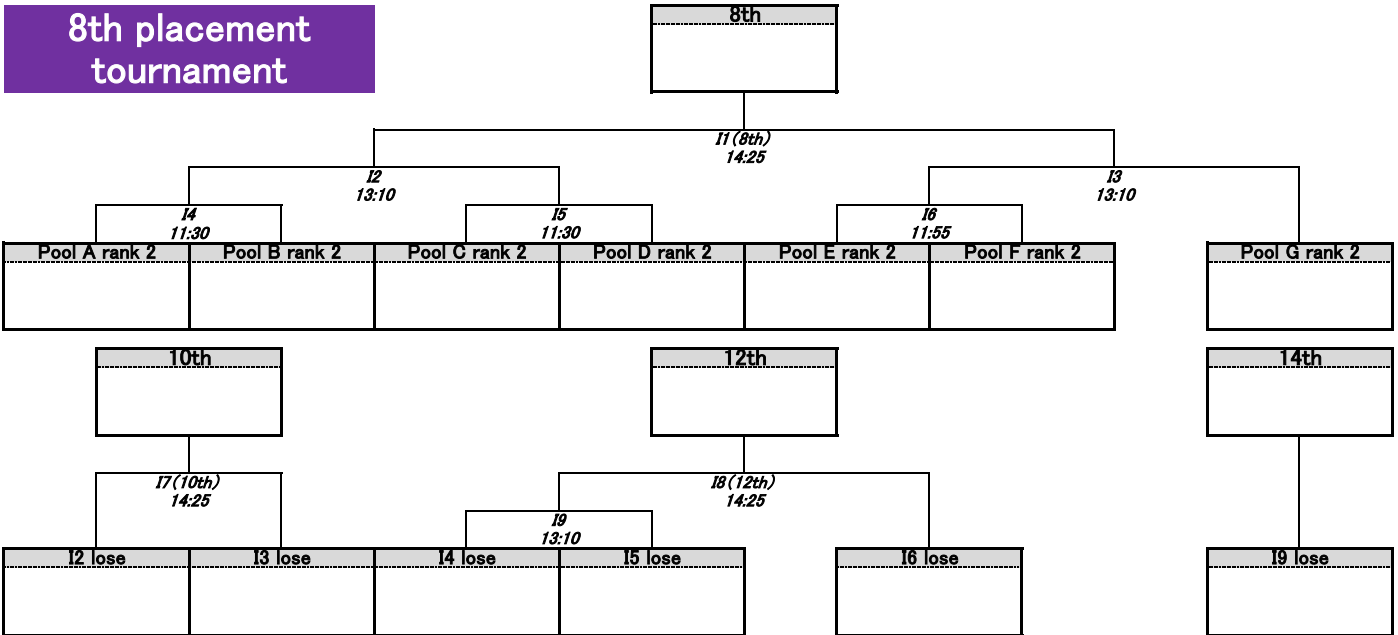 8th placement
tournament
8th
I1(8th)
14:25
I2
13:10
I3
13:10
I4
11:30
I5
11:30
I6
11:55
Pool A rank 2
Pool B rank 2
Pool C rank 2
Pool D rank 2
Pool E rank 2
Pool F rank 2
Pool G rank 2
10th
12th
14th
I7(10th)
14:25
I8(12th)
14:25
I9
13:10
I2 lose
I3 lose
I4 lose
I5 lose
I6 lose
I9 lose